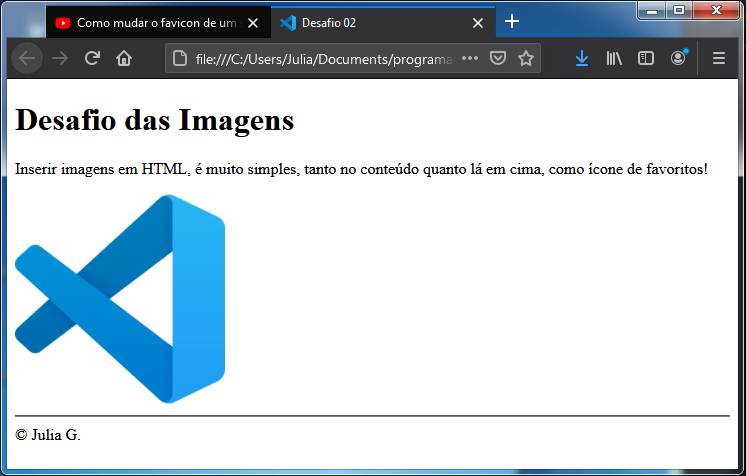 Como mudar o favicon de um
Desafio 02
file:///C:/Users/Julia/Documents/programa
Desafio das Imagens
Inserir imagens em HTML, é muito simples, tanto no conteúdo quanto lá em cima, como ícone de favoritos!
© Julia G.